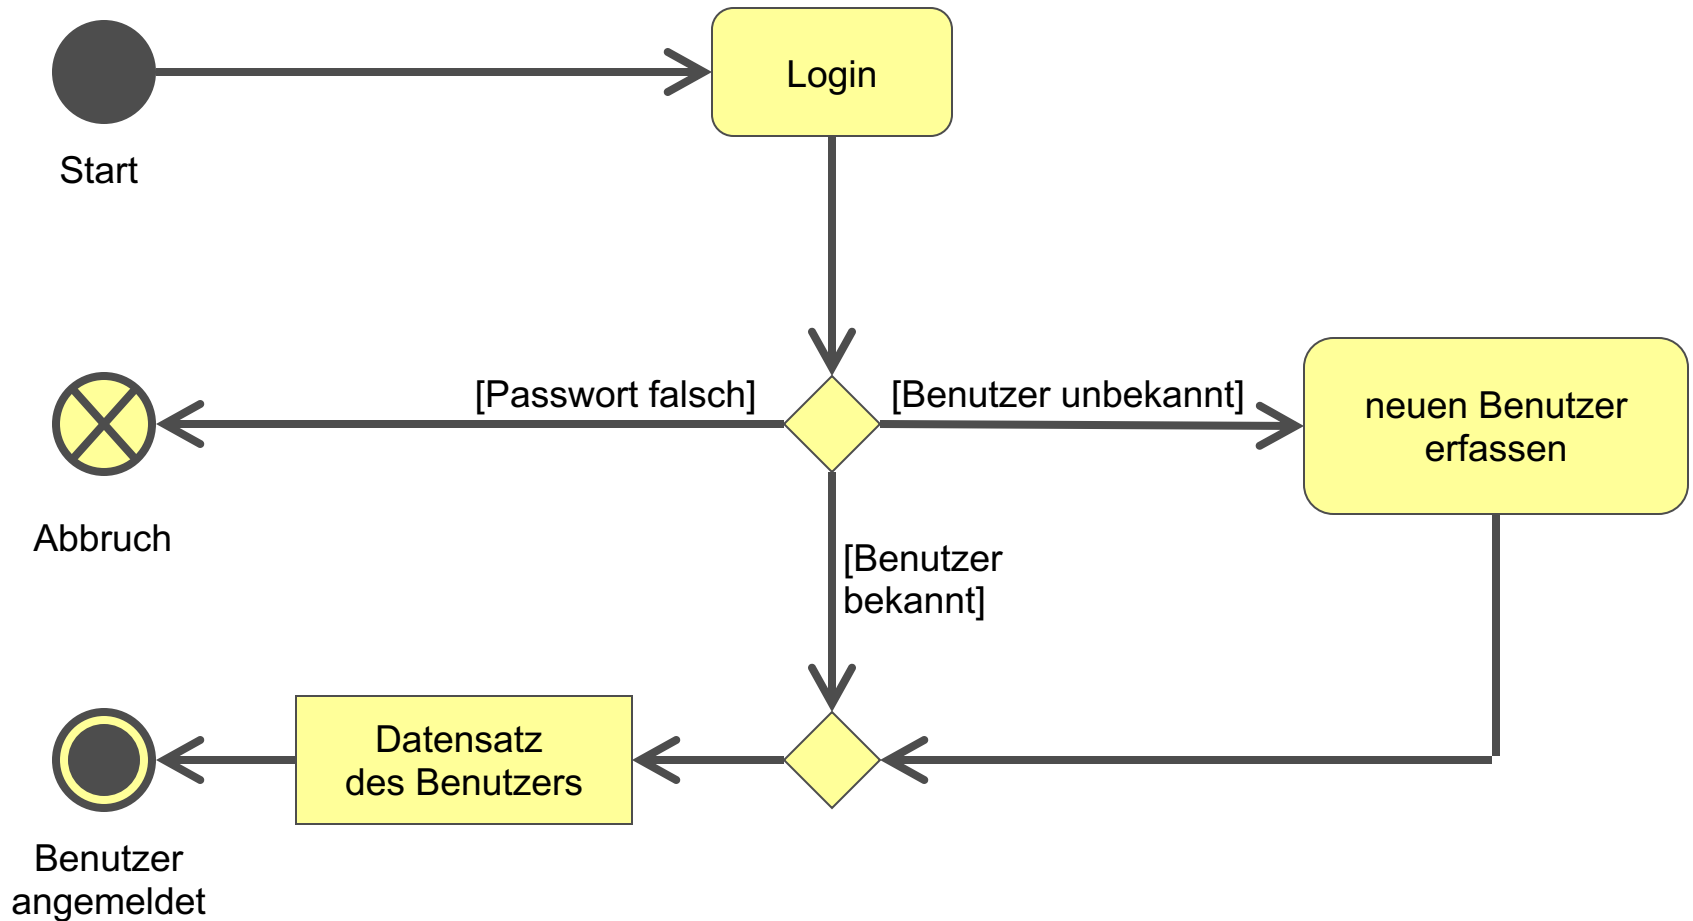 Login
Start
[Passwort falsch]
[Benutzer unbekannt]
neuen Benutzer
erfassen
Abbruch
[Benutzer
bekannt]
Datensatz
des Benutzers
Benutzer
angemeldet